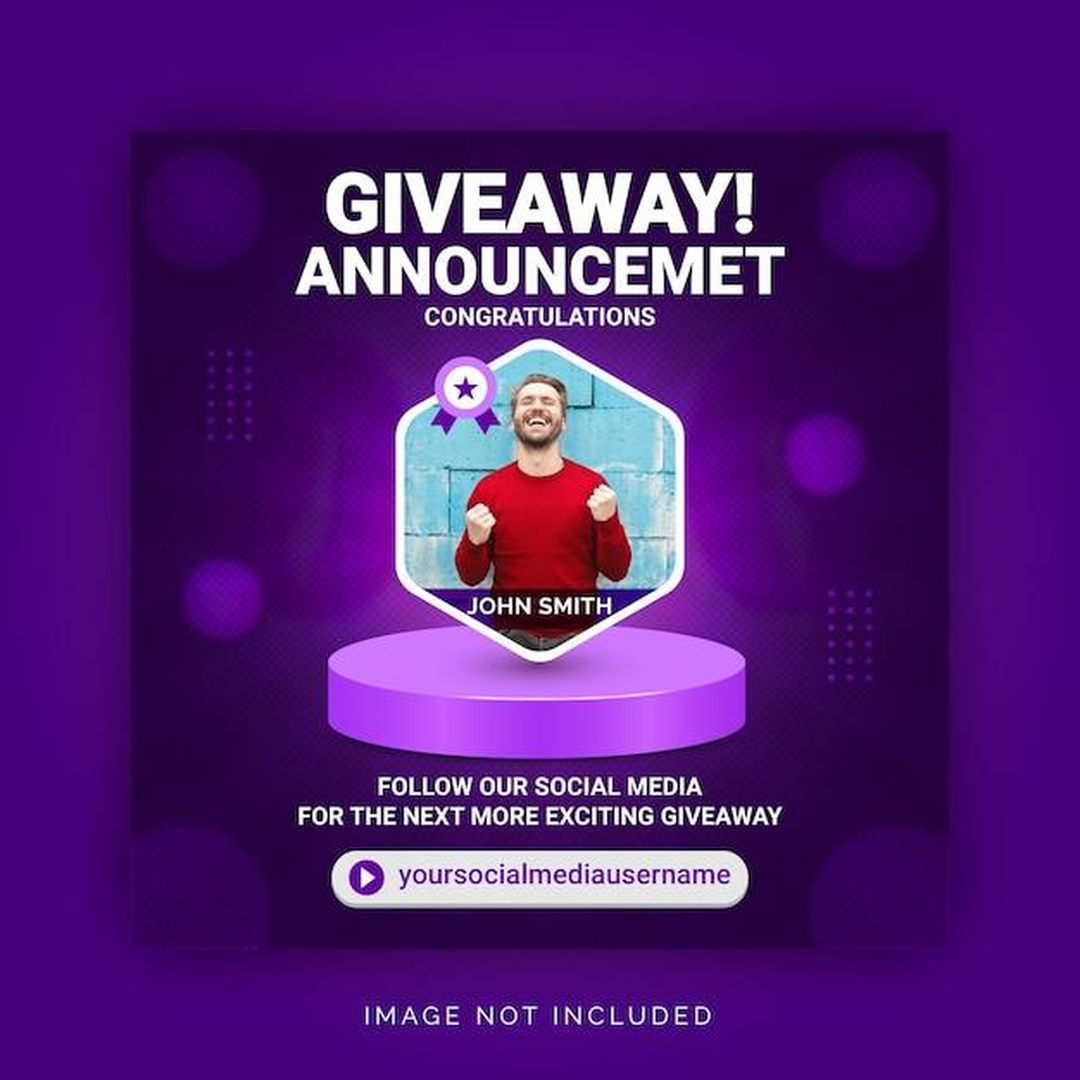 GIVEAWAY!
ANNOUNCEMET
CONGRATULATIONS
JOHN SMITH
FOLLOW OUR SOCIAL MEDIA
FOR THE NEXT MORE EXCITING GIVEAWAY
yoursocialmediausername
IMAGE NOT INCLUDED